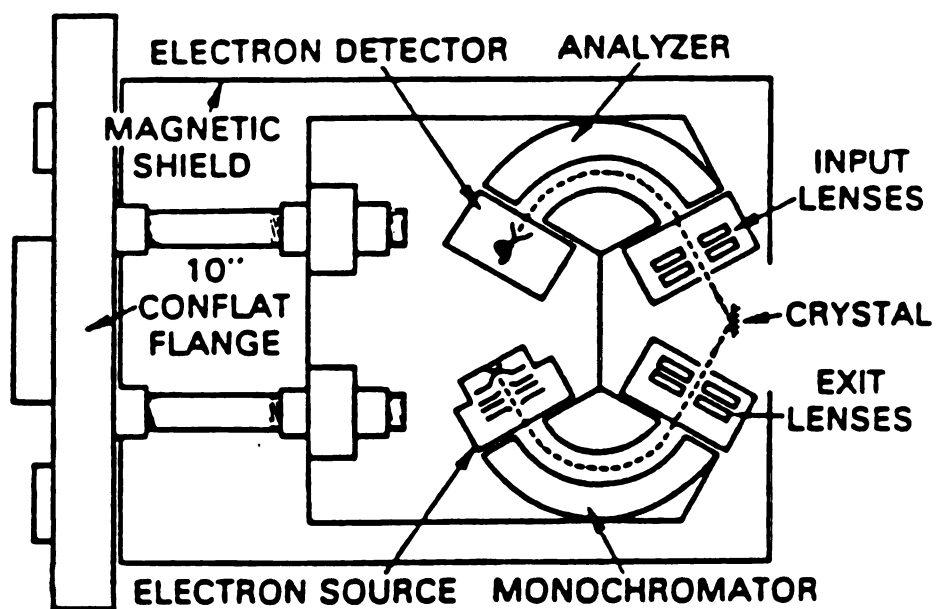 ELECTRON DETECTOR
ANALYZER
MAGNETIC
SHIELD
INPUT
LENSES
10"
CONFLAT
FLANGE
CRYSTAL
EXIT
LENSES
ELECTRON SOURCE
MONOCHROMATOR